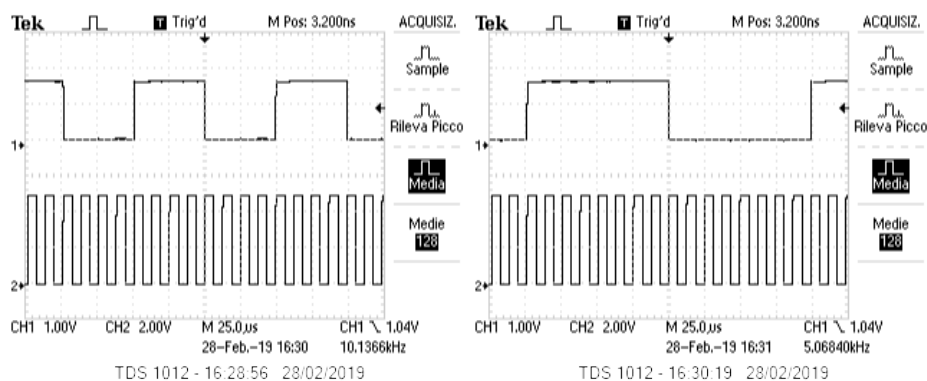 Tek T Trig'd M Pos: 3.200ns ACQUISIZ.
Sample
Rileva Picco
1
Media
Medie
128
2
CH1 1.00V CH2 2.00V M 25.0µs CH1 1.04V
28-Feb.-19 16:30 10.1366kHz
TDS 1012 - 16:28:56 28/02/2019
Tek T Trig'd M Pos: 3.200ns ACQUISIZ.
Sample
Rileva Picco
1
Media
Medie
128
2
CH1 1.00V CH2 2.00V M 25.0µs CH1 1.04V
28-Feb.-19 16:31 5.06840kHz
TDS 1012 - 16:30:19 28/02/2019